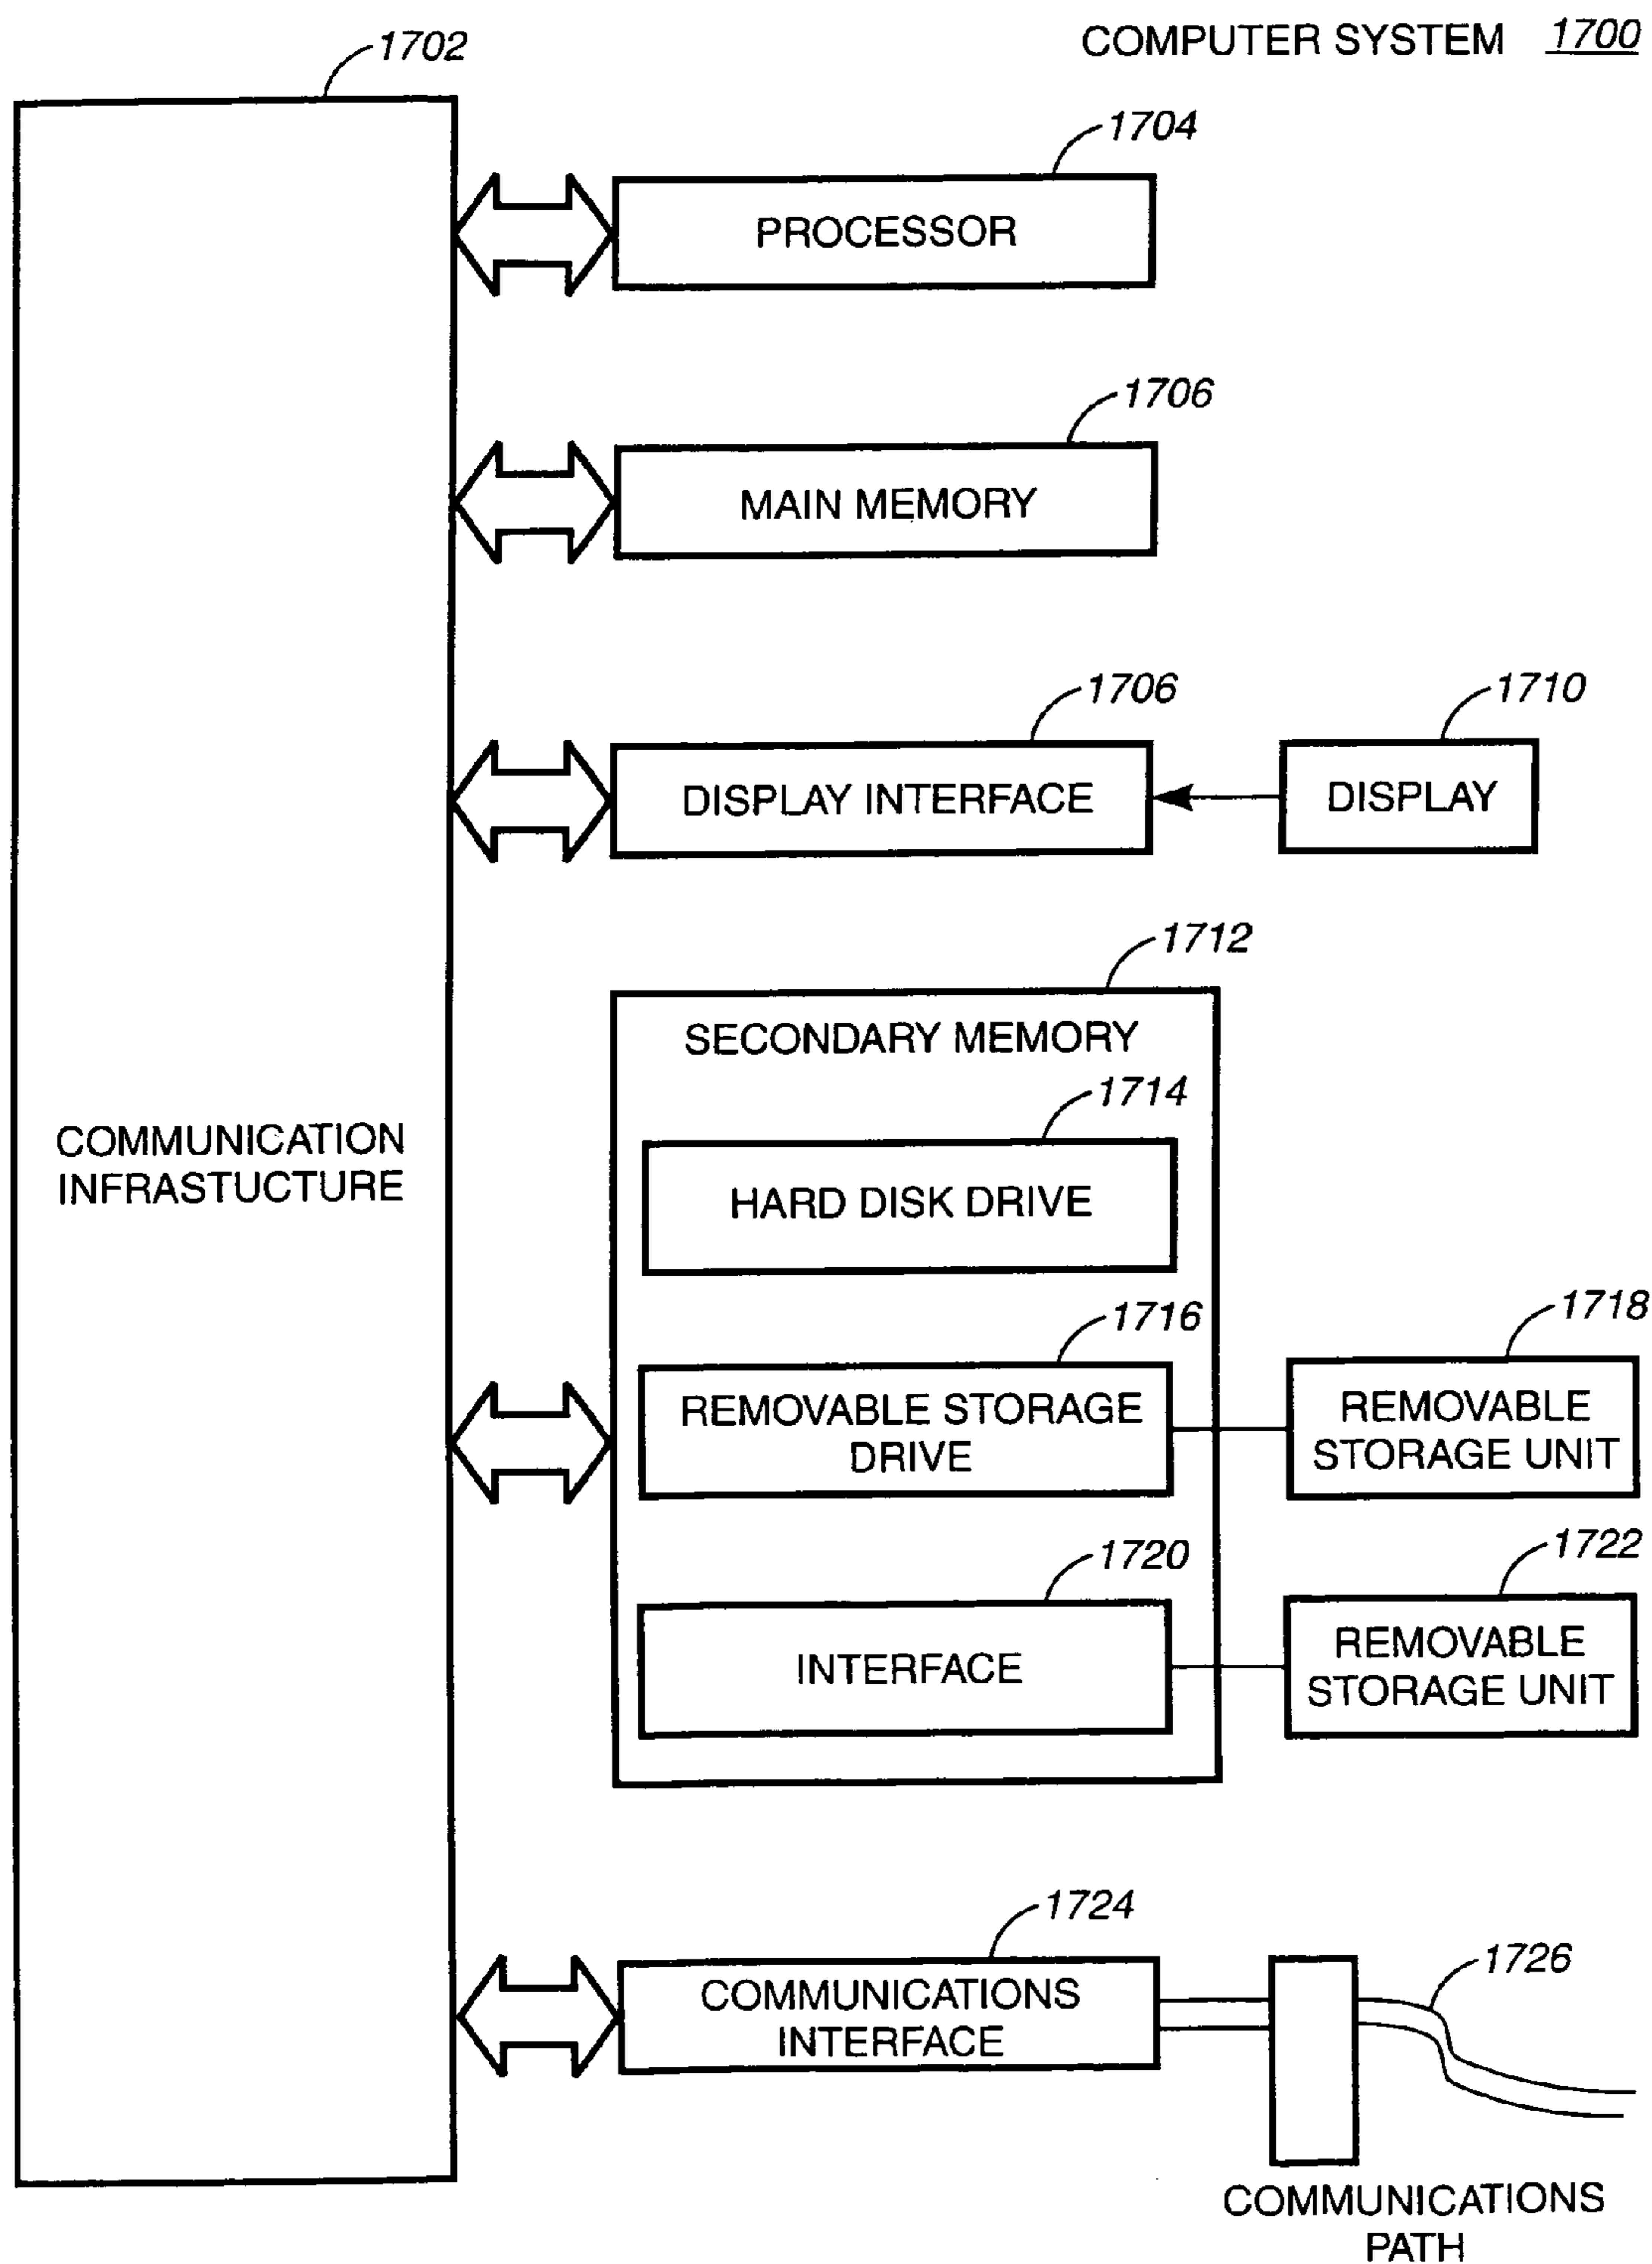 COMPUTER SYSTEM 1700
1702
1704
PROCESSOR
1706
MAIN MEMORY
1706
DISPLAY INTERFACE
1710
DISPLAY
1712
SECONDARY MEMORY
1714
HARD DISK DRIVE
COMMUNICATION
INFRASTUCTURE
1716
REMOVABLE STORAGE
DRIVE
1718
REMOVABLE
STORAGE UNIT
1720
INTERFACE
1722
REMOVABLE
STORAGE UNIT
1724
COMMUNICATIONS
INTERFACE
1726
COMMUNICATIONS
PATH